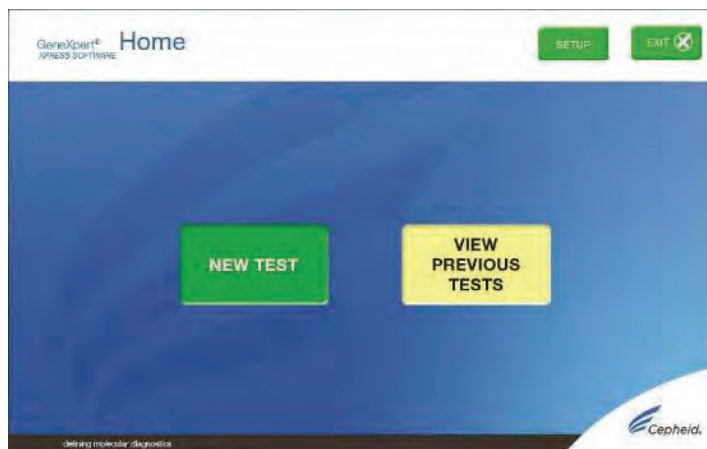 GeneXpert®
XPRESS SOFTWARE
Home
SETUP
EXIT
NEW TEST
VIEW
PREVIOUS
TESTS
Cepheid.
defining molecular diagnostics